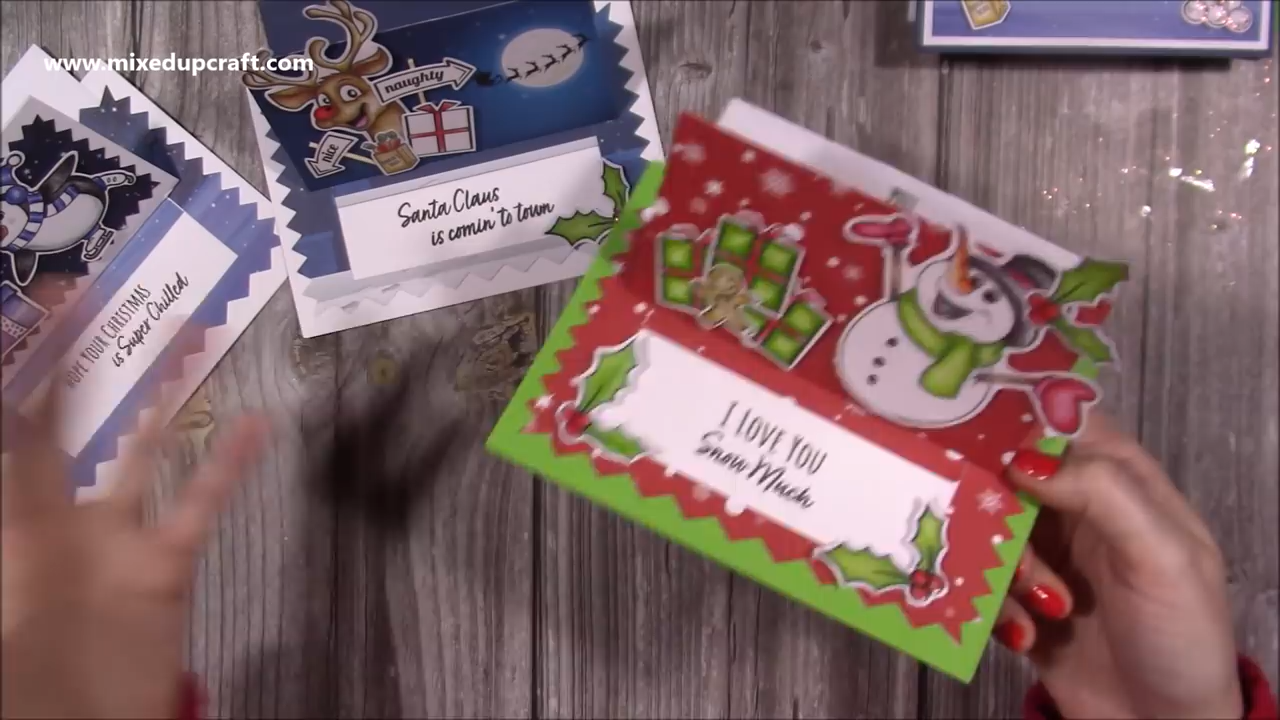 www.mixedupcraft.com
naughty
nice
Santa Claus
is comin' to town
HOPE YOUR CHRISTMAS
is Super Chilled
I LOVE YOU
Snow Much